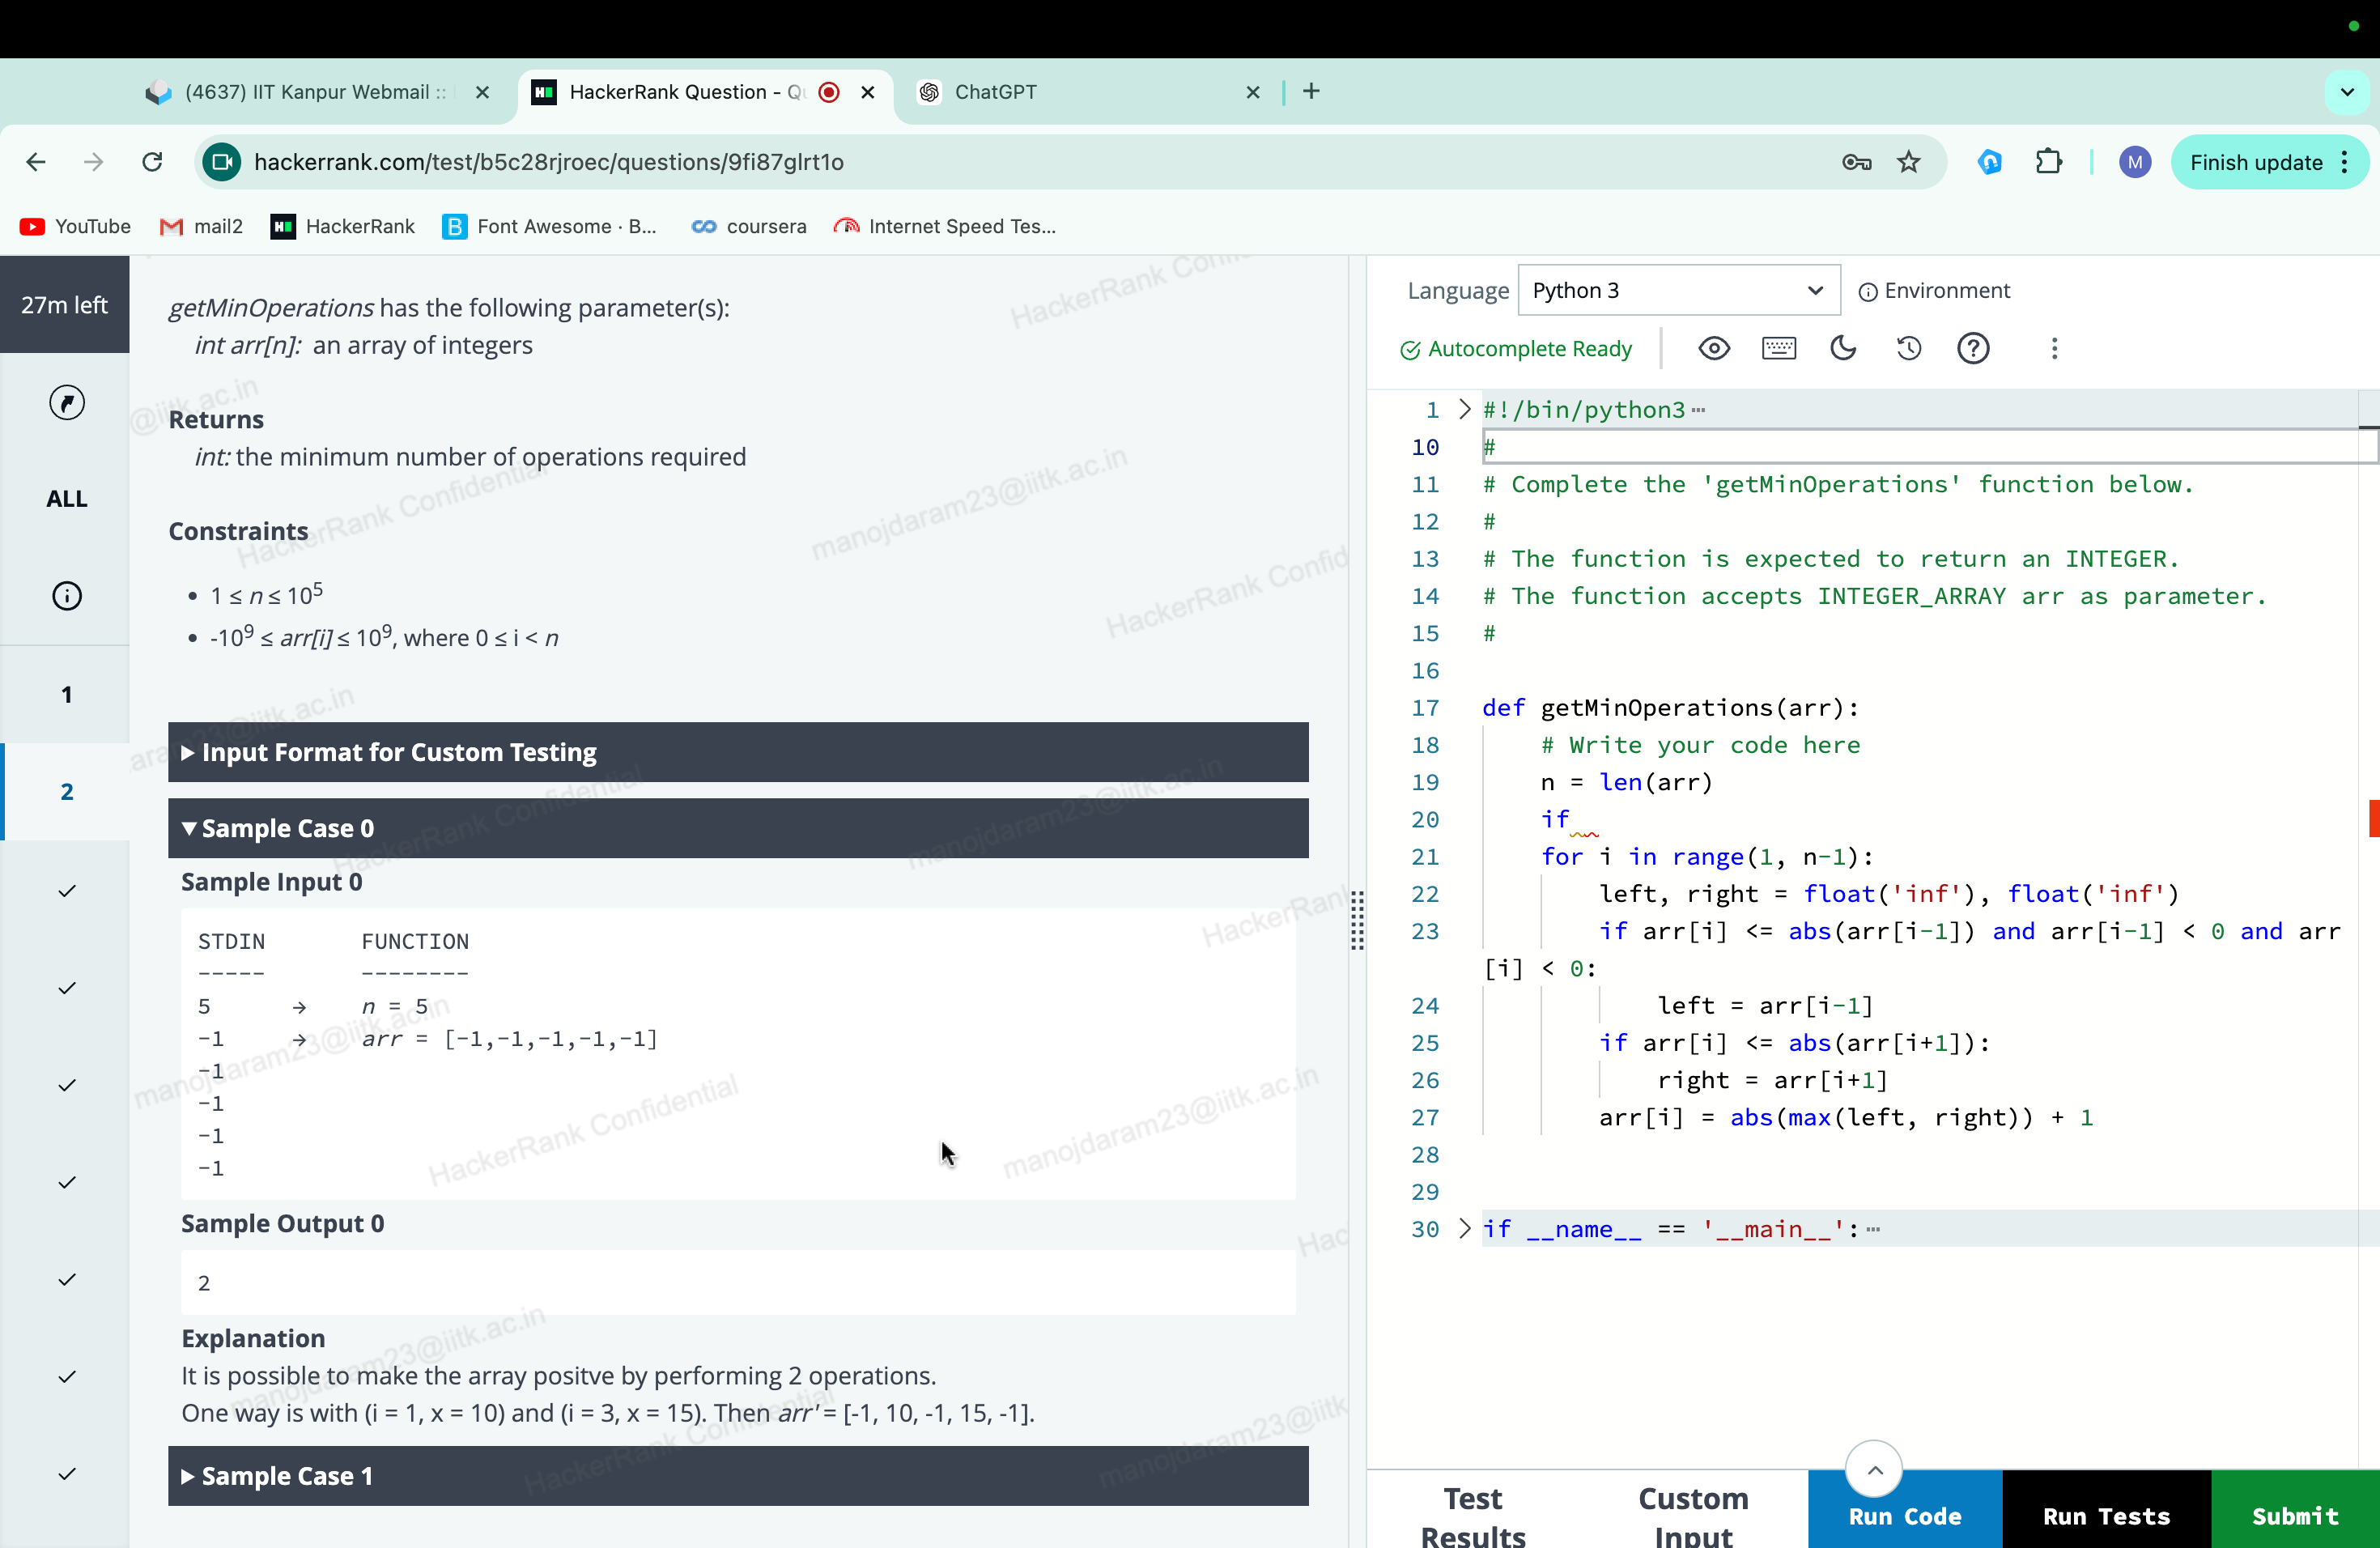 (4637) IIT Kanpur Webmail ::
HackerRank Question - Qu
ChatGPT
hackerrank.com/test/b5c28rjroec/questions/9fi87glrt1o
M
Finish update
YouTube
mail2
HackerRank
Font Awesome · B...
coursera
Internet Speed Tes...
27m left
ALL
1
2
getMinOperations has the following parameter(s):
int arr[n]: an array of integers
Returns
int: the minimum number of operations required
Constraints
1 ≤ n ≤ 10^5
-10^9 ≤ arr[i] ≤ 10^9, where 0 ≤ i < n
Input Format for Custom Testing
Sample Case 0
Sample Input 0
STDIN FUNCTION
----- --------
5 → n = 5
-1 → arr = [-1,-1,-1,-1,-1]
-1
-1
-1
-1
Sample Output 0
2
Explanation
It is possible to make the array positve by performing 2 operations.
One way is with (i = 1, x = 10) and (i = 3, x = 15). Then arr' = [-1, 10, -1, 15, -1].
Sample Case 1
Language
Python 3
Environment
Autocomplete Ready
1 #!/bin/python3 ...
10 #
11 # Complete the 'getMinOperations' function below.
12 #
13 # The function is expected to return an INTEGER.
14 # The function accepts INTEGER_ARRAY arr as parameter.
15 #
16
17 def getMinOperations(arr):
18 # Write your code here
19 n = len(arr)
20 if
21 for i in range(1, n-1):
22 left, right = float('inf'), float('inf')
23 if arr[i] <= abs(arr[i-1]) and arr[i-1] < 0 and arr
[i] < 0:
24 left = arr[i-1]
25 if arr[i] <= abs(arr[i+1]):
26 right = arr[i+1]
27 arr[i] = abs(max(left, right)) + 1
28
29
30 if __name__ == '__main__': ...
Test
Results
Custom
Input
Run Code
Run Tests
Submit
HackerRank Confidential
manojdaram23@iitk.ac.in